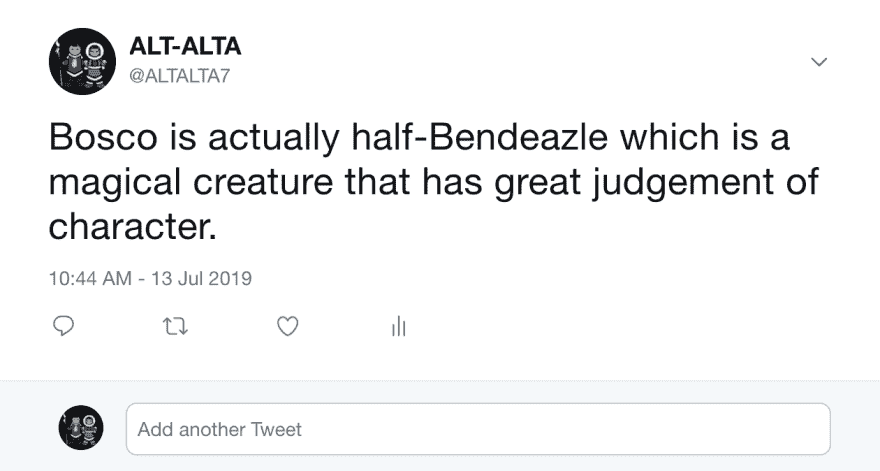 ALT-ALTA
@ALTALTA7
Bosco is actually half-Bendeazle which is a
magical creature that has great judgement of
character.
10:44 AM - 13 Jul 2019
Add another Tweet